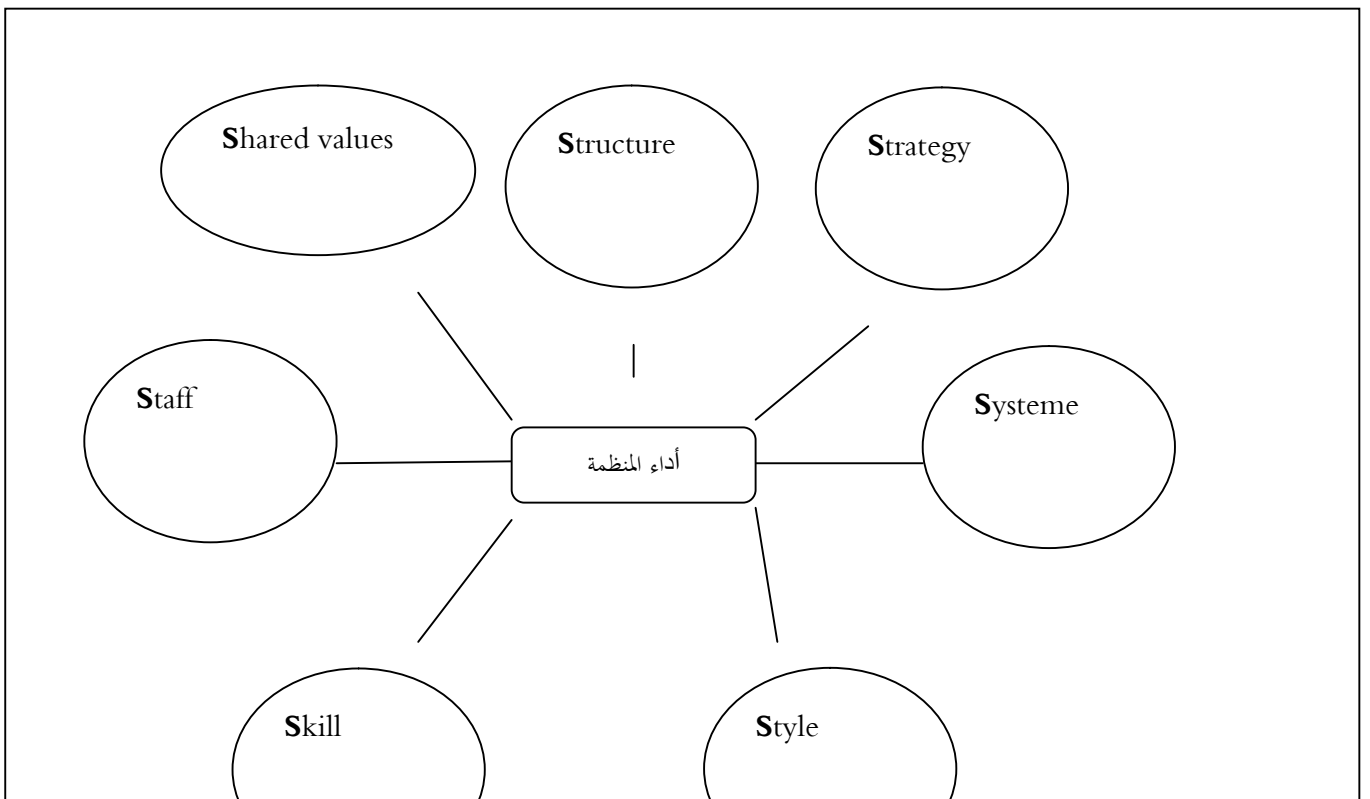 Shared values
Structure
Strategy
Staff
Systeme
أداء المنظمة
Skill
Style